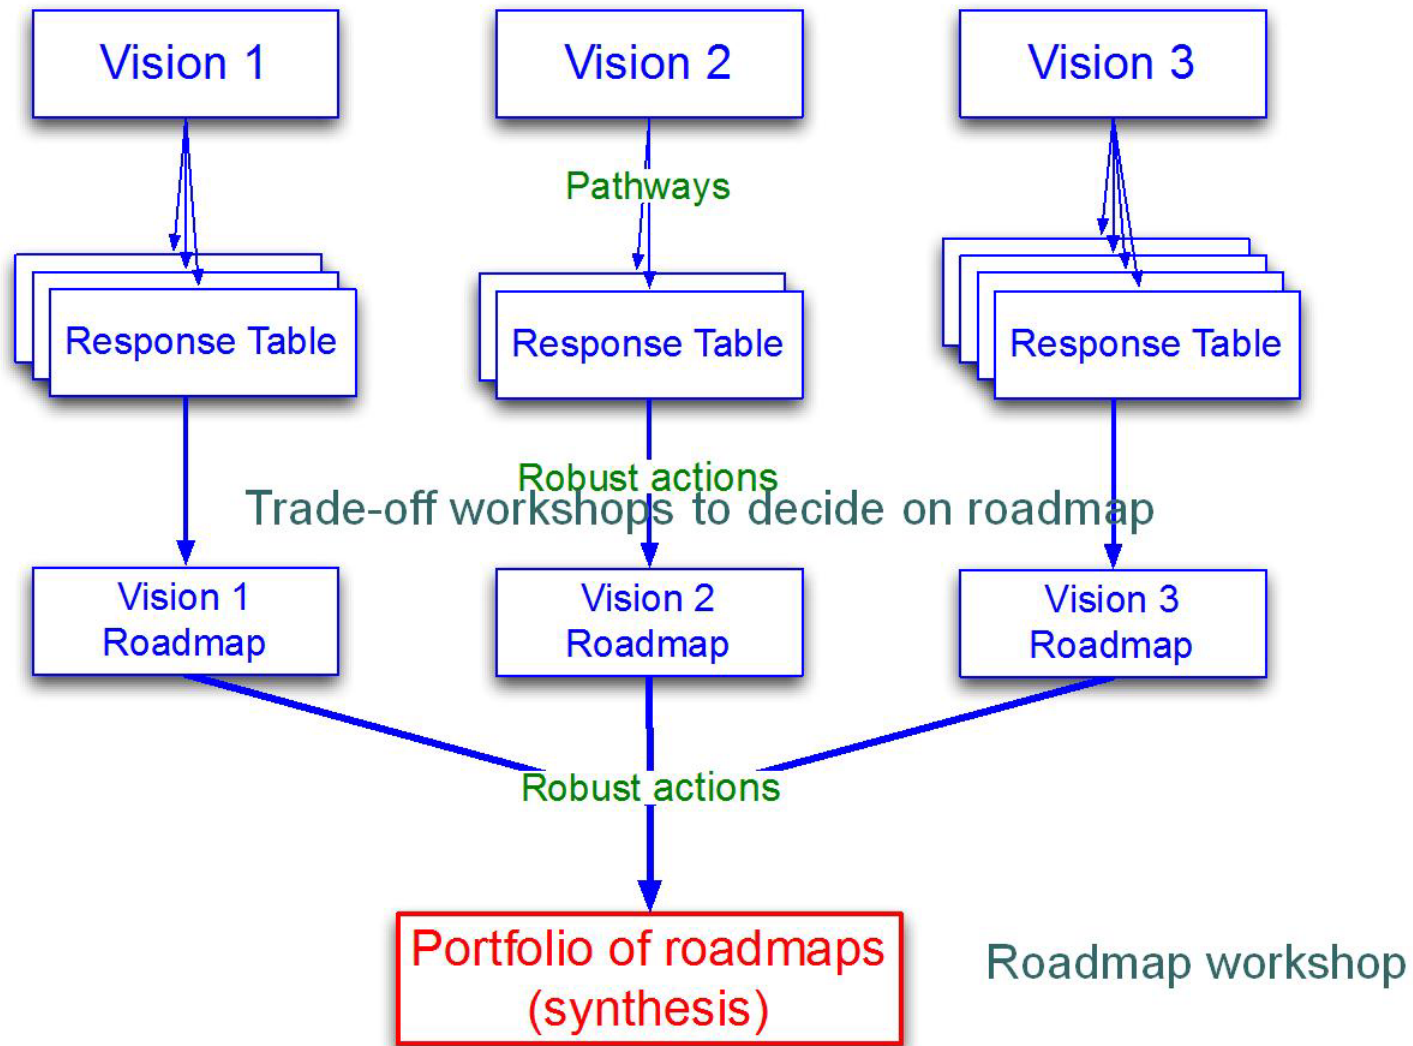 Vision 1
Vision 2
Vision 3
Pathways
Response Table
Response Table
Response Table
Robust actions
Trade-off workshops to decide on roadmap
Vision 1
Roadmap
Vision 2
Roadmap
Vision 3
Roadmap
Robust actions
Portfolio of roadmaps
(synthesis)
Roadmap workshop